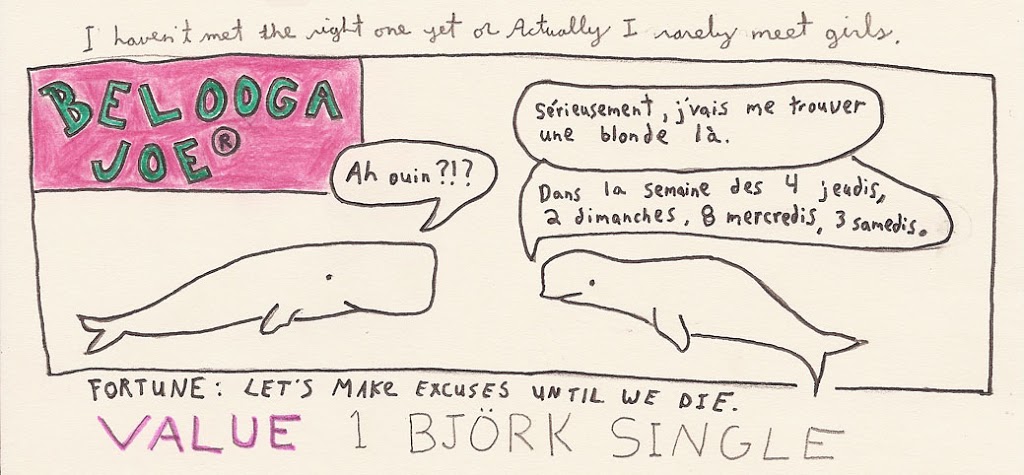 I haven't met the right one yet or Actually I rarely meet girls.
BELOOGA
JOE®
Ah ouin?!?
Sérieusement, j'vais me trouver
une blonde là.
Dans la semaine des 4 jeudis,
2 dimanches, 8 mercredis, 3 samedis.
FORTUNE: LET'S MAKE EXCUSES UNTIL WE DIE.
VALUE 1 BJÖRK SINGLE